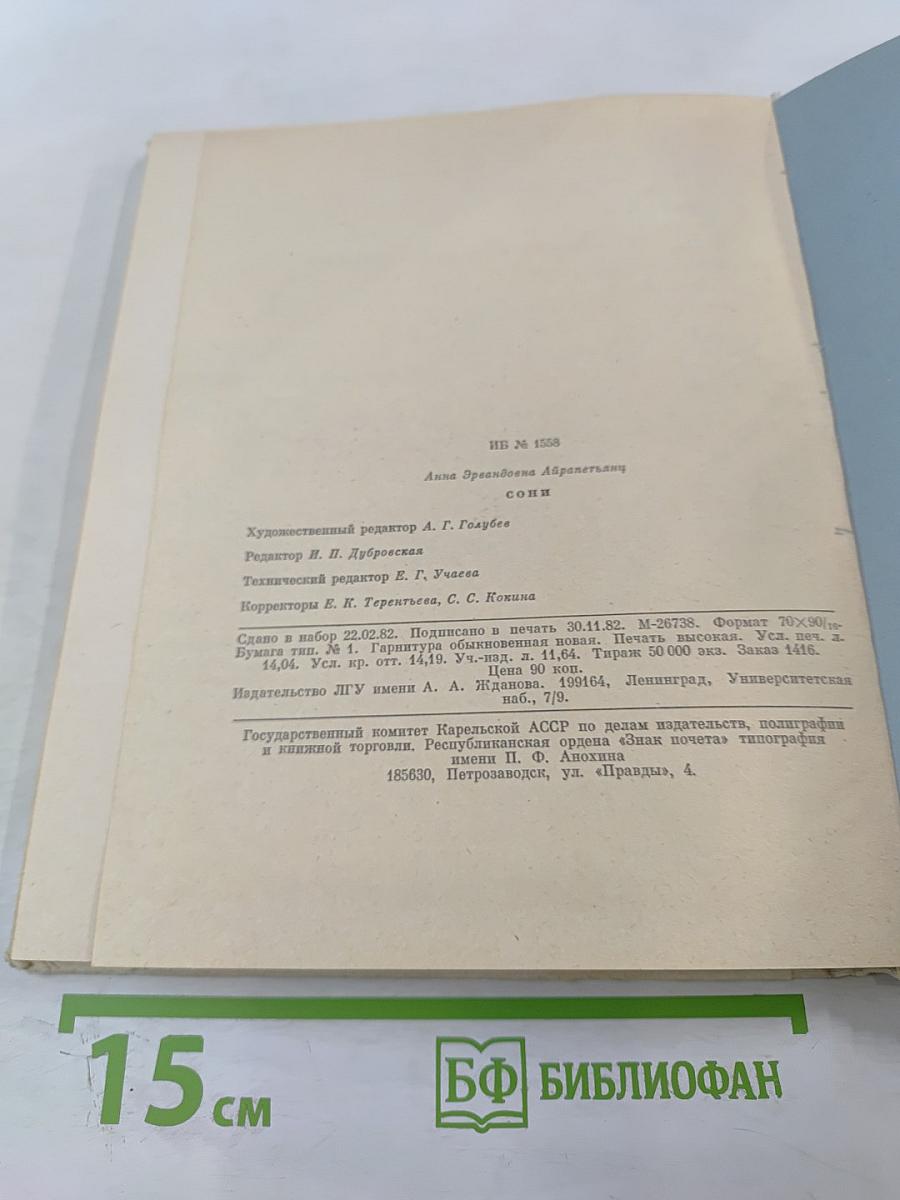 ИБ № 1558
Анна Эрвандовна Айрапетьянц
СОНИ
Художественный редактор А. Г. Голубев
Редактор И. П. Дубровская
Технический редактор Е. Г. Учаева
Корректоры Е. К. Терентьева, С. С. Кокина
Сдано в набор 22.02.82. Подписано в печать 30.11.82. М-26738. Формат 70×90/16.
Бумага тип. № 1. Гарнитура обыкновенная новая. Печать высокая. Усл. печ. л.
14,04. Усл. кр. отт. 14,19. Уч.-изд. л. 11,64. Тираж 50 000 экз. Заказ 1416.
Цена 90 коп.
Издательство ЛГУ имени А. А. Жданова. 199164, Ленинград, Университетская
наб., 7/9.
Государственный комитет Карельской АССР по делам издательств, полиграфии
и книжной торговли. Республиканская ордена «Знак почета» типография
имени П. Ф. Анохина
185630, Петрозаводск, ул. «Правды», 4.
15 см
БФ БИБЛИОФАН